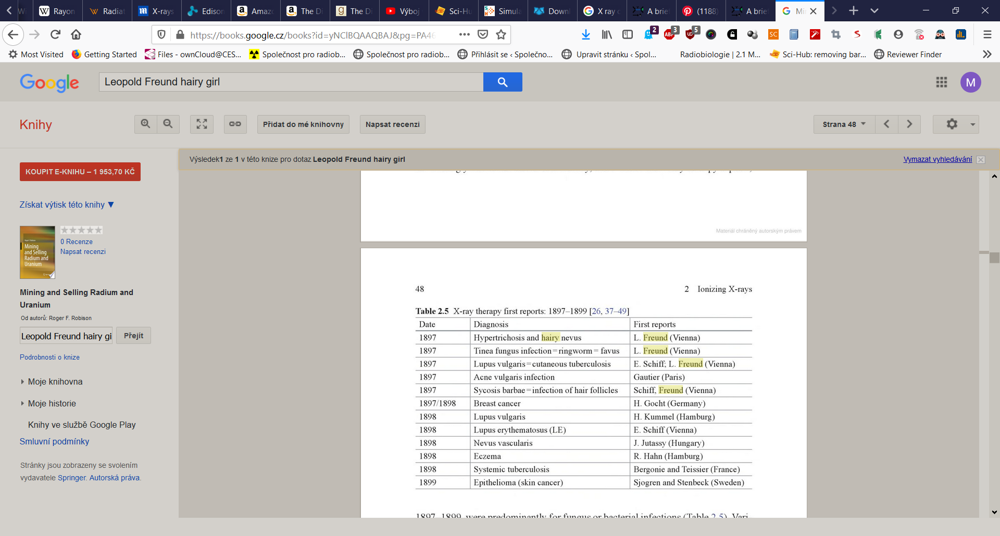 Rayon
Radiat
X-rays
Edison
Amazo
The Di
The Di
Výboj
Sci-Hu
Simula
Downl
X ray c
A brie
(1188)
A brie
https://books.google.cz/books?id=yNClBQAAQBAJ&pg=PA46
2
3
5
SC
Most Visited
Getting Started
Files - ownCloud@CES...
Společnost pro radiob...
Společnost pro radiob...
Přihlásit se ‹ Společno...
Upravit stránku ‹ Spol...
Radiobiologie | 2.1 M...
Sci-Hub: removing bar...
Reviewer Finder
Google
Leopold Freund hairy girl
M
Knihy
Přidat do mé knihovny
Napsat recenzi
Strana 48
Výsledek1 ze 1 v této knize pro dotaz Leopold Freund hairy girl
Vymazat vyhledávání
KOUPIT E-KNIHU – 1 953,70 KČ
Získat výtisk této knihy ▼
Mining
and Selling
Radium and
Uranium
0 Recenze
Napsat recenzi
Mining and Selling Radium and
Uranium
Od autorů: Roger F. Robison
Leopold Freund hairy gi
Přejít
Podrobnosti o knize
Moje knihovna
Moje historie
Knihy ve službě Google Play
Smluvní podmínky
Stránky jsou zobrazeny se svolením
vydavatele Springer. Autorská práva.
Materiál chráněný autorským právem
48 2 Ionizing X-rays
Table 2.5 X-ray therapy first reports: 1897–1899 [26, 37–49]
Date Diagnosis First reports
1897 Hypertrichosis and hairy nevus L. Freund (Vienna)
1897 Tinea fungus infection=ringworm=favus L. Freund (Vienna)
1897 Lupus vulgaris=cutaneous tuberculosis E. Schiff; L. Freund (Vienna)
1897 Acne vulgaris infection Gautier (Paris)
1897 Sycosis barbae=infection of hair follicles Schiff, Freund (Vienna)
1897/1898 Breast cancer H. Gocht (Germany)
1898 Lupus vulgaris H. Kummel (Hamburg)
1898 Lupus erythematosus (LE) E. Schiff (Vienna)
1898 Nevus vascularis J. Jutassy (Hungary)
1898 Eczema R. Hahn (Hamburg)
1898 Systemic tuberculosis Bergonie and Teissier (France)
1899 Epithelioma (skin cancer) Sjogren and Stenbeck (Sweden)
1897–1899, were predominantly for fungus or bacterial infections (Table 2.5). Vari-